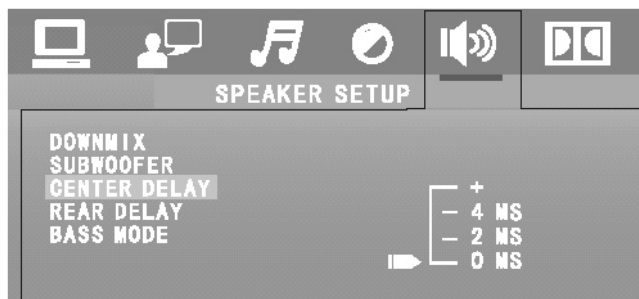 SPEAKER SETUP
DOWNMIX
SUBWOOFER
CENTER DELAY
REAR DELAY
BASS MODE
+
– 4 MS
– 2 MS
0 MS